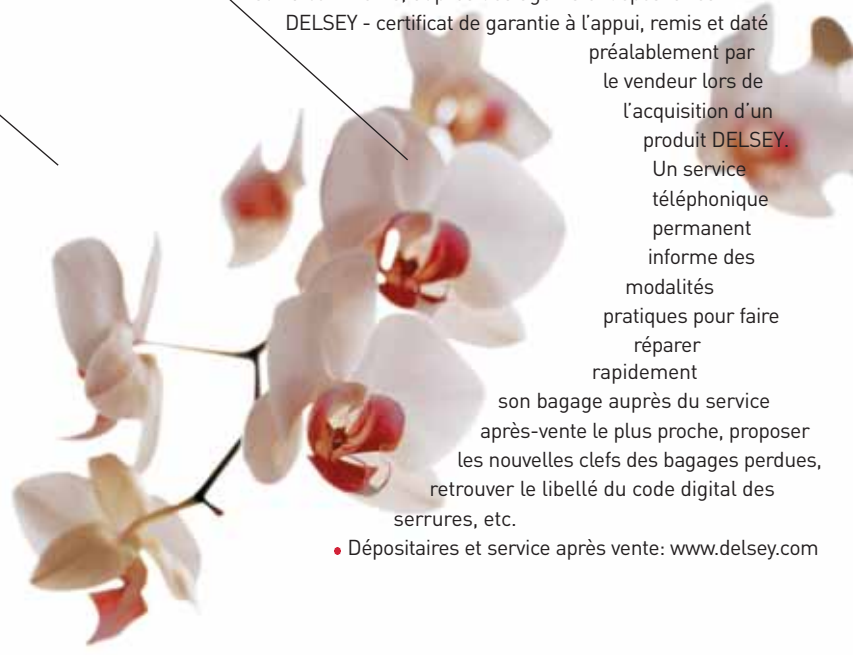 DELSEY - certificat de garantie à l’appui, remis et daté
préalablement par
le vendeur lors de
l’acquisition d’un
produit DELSEY.
Un service
téléphonique
permanent
informe des
modalités
pratiques pour faire
réparer
rapidement
son bagage auprès du service
après-vente le plus proche, proposer
les nouvelles clefs des bagages perdues,
retrouver le libellé du code digital des
serrures, etc.
• Dépositaires et service après vente: www.delsey.com